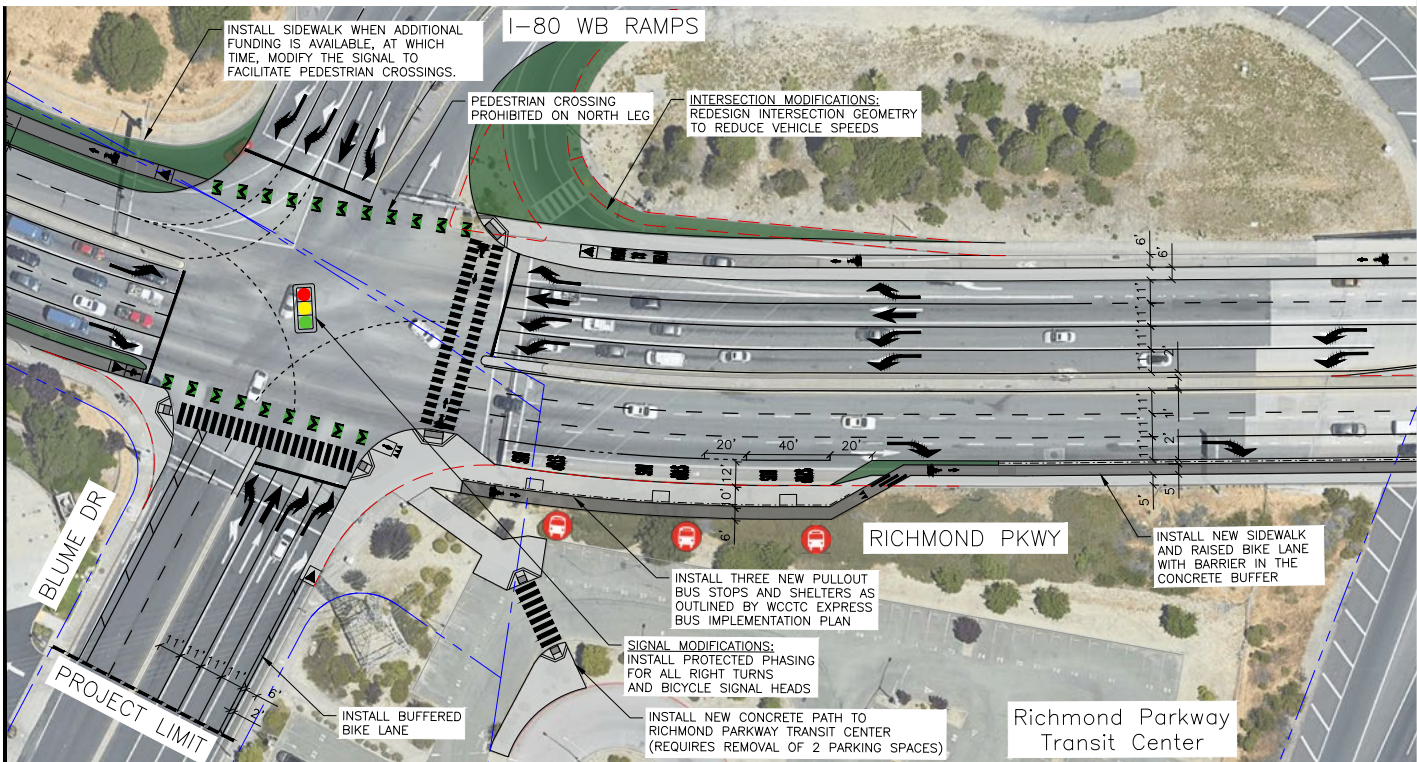 I-80 WB RAMPS
INSTALL SIDEWALK WHEN ADDITIONAL
FUNDING IS AVAILABLE, AT WHICH
TIME, MODIFY THE SIGNAL TO
FACILITATE PEDESTRIAN CROSSINGS.
PEDESTRIAN CROSSING
PROHIBITED ON NORTH LEG
INTERSECTION MODIFICATIONS:
REDESIGN INTERSECTION GEOMETRY
TO REDUCE VEHICLE SPEEDS
6'
6'
11'
11'
11'
11'
11'
11'
2'
11'
5'
5'
20'
40'
20'
12'
10'
6'
RICHMOND PKWY
INSTALL NEW SIDEWALK
AND RAISED BIKE LANE
WITH BARRIER IN THE
CONCRETE BUFFER
BLUME DR
INSTALL THREE NEW PULLOUT
BUS STOPS AND SHELTERS AS
OUTLINED BY WCCTC EXPRESS
BUS IMPLEMENTATION PLAN
SIGNAL MODIFICATIONS:
INSTALL PROTECTED PHASING
FOR ALL RIGHT TURNS
AND BICYCLE SIGNAL HEADS
11'
11'
11'
11'
6'
2'
PROJECT LIMIT
INSTALL BUFFERED
BIKE LANE
INSTALL NEW CONCRETE PATH TO
RICHMOND PARKWAY TRANSIT CENTER
(REQUIRES REMOVAL OF 2 PARKING SPACES)
Richmond Parkway
Transit Center